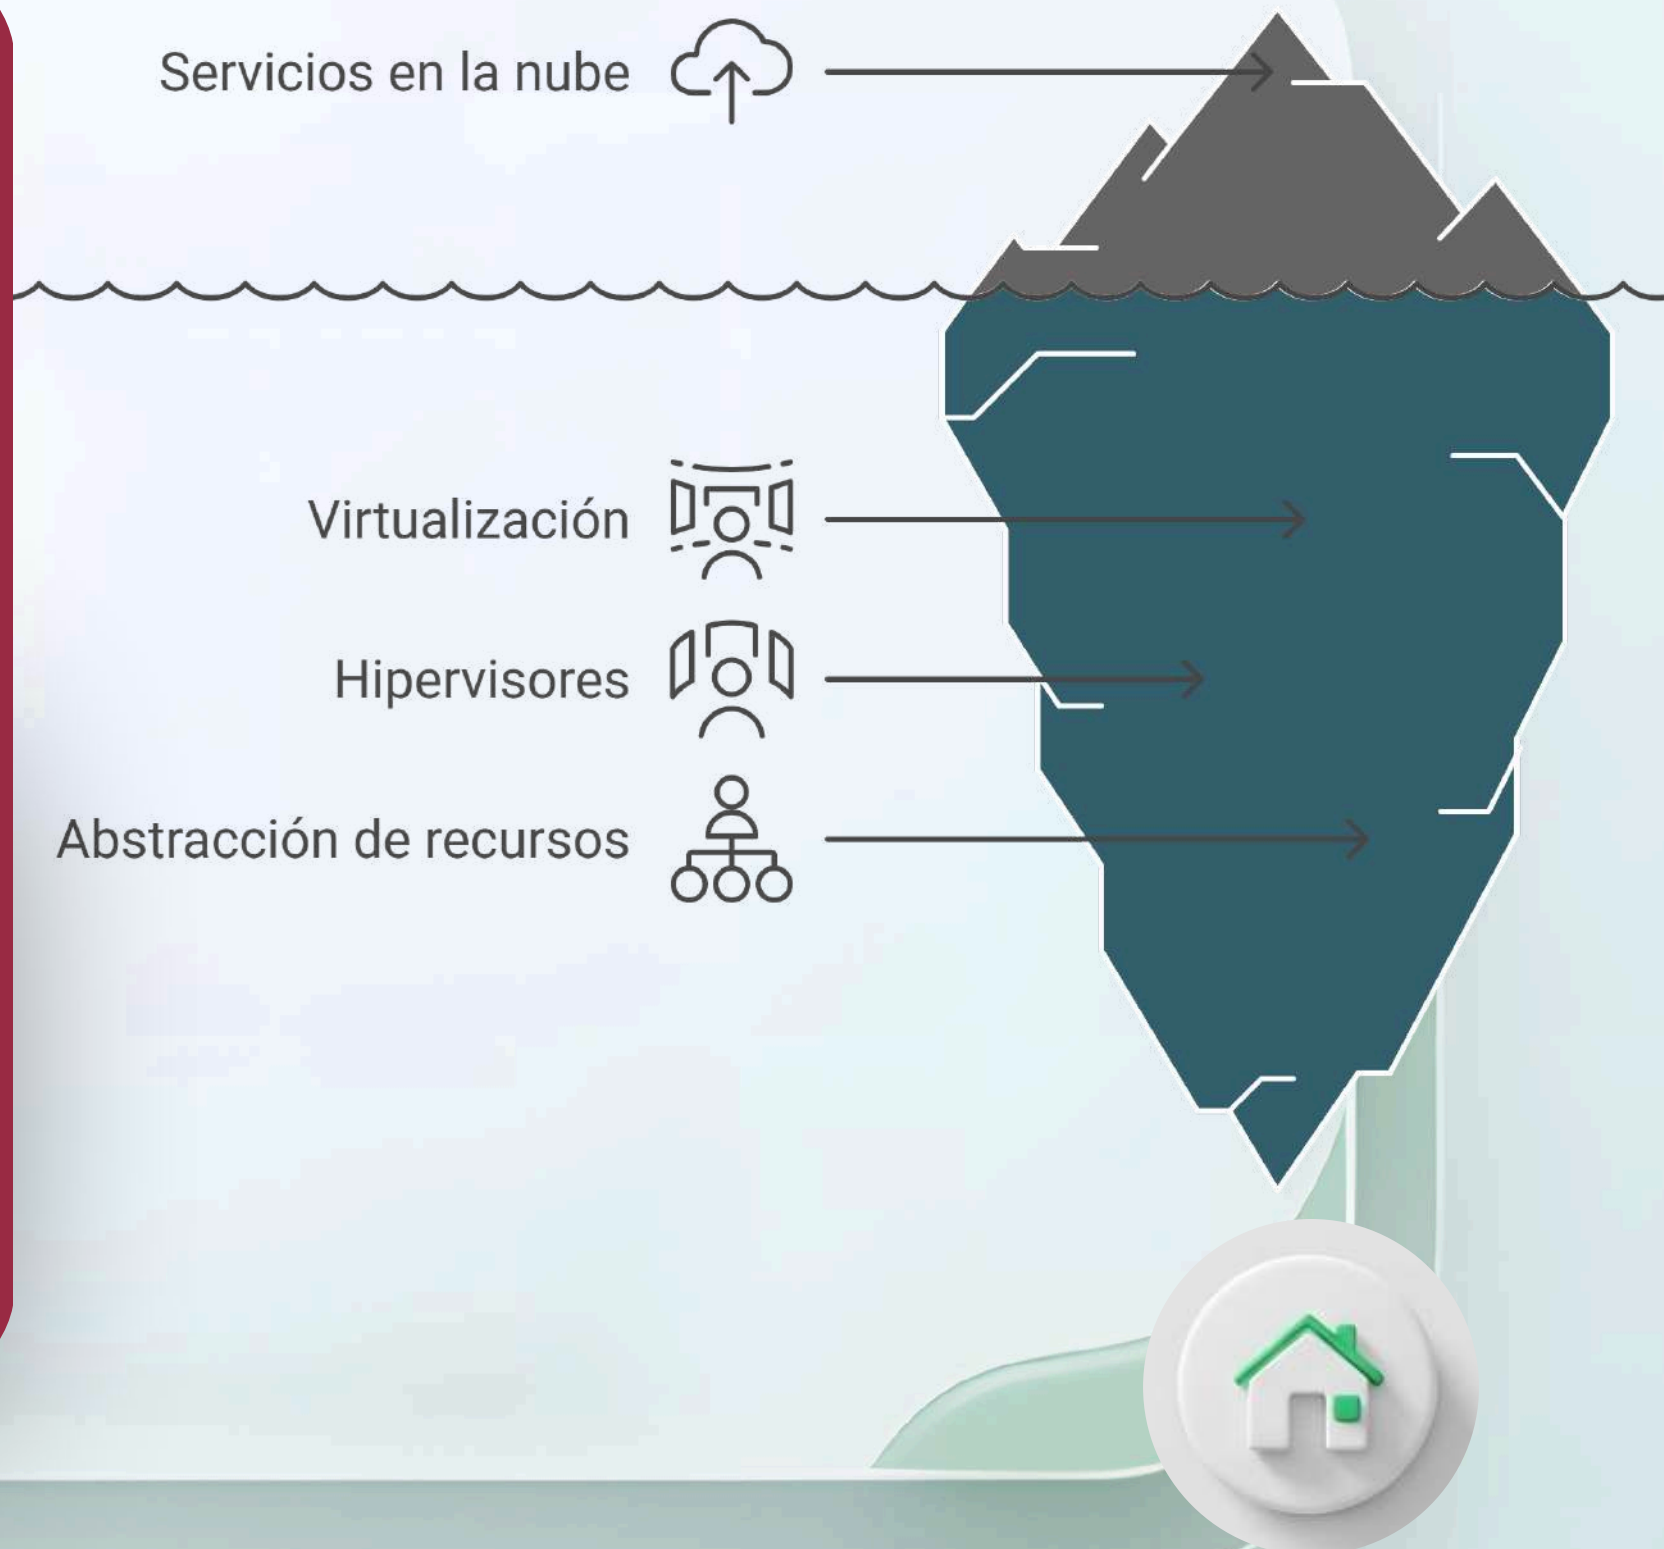 Servicios en la nube
Virtualización
Hipervisores
Abstracción de recursos